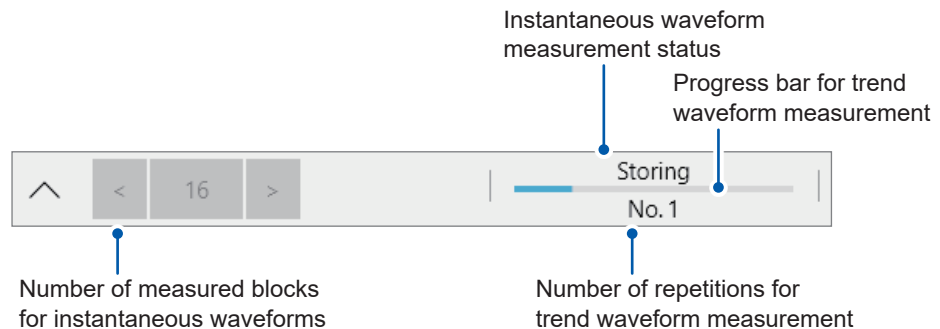 Instantaneous waveform
measurement status
Progress bar for trend
waveform measurement
< 16 >
Storing
No. 1
Number of measured blocks
for instantaneous waveforms
Number of repetitions for
trend waveform measurement